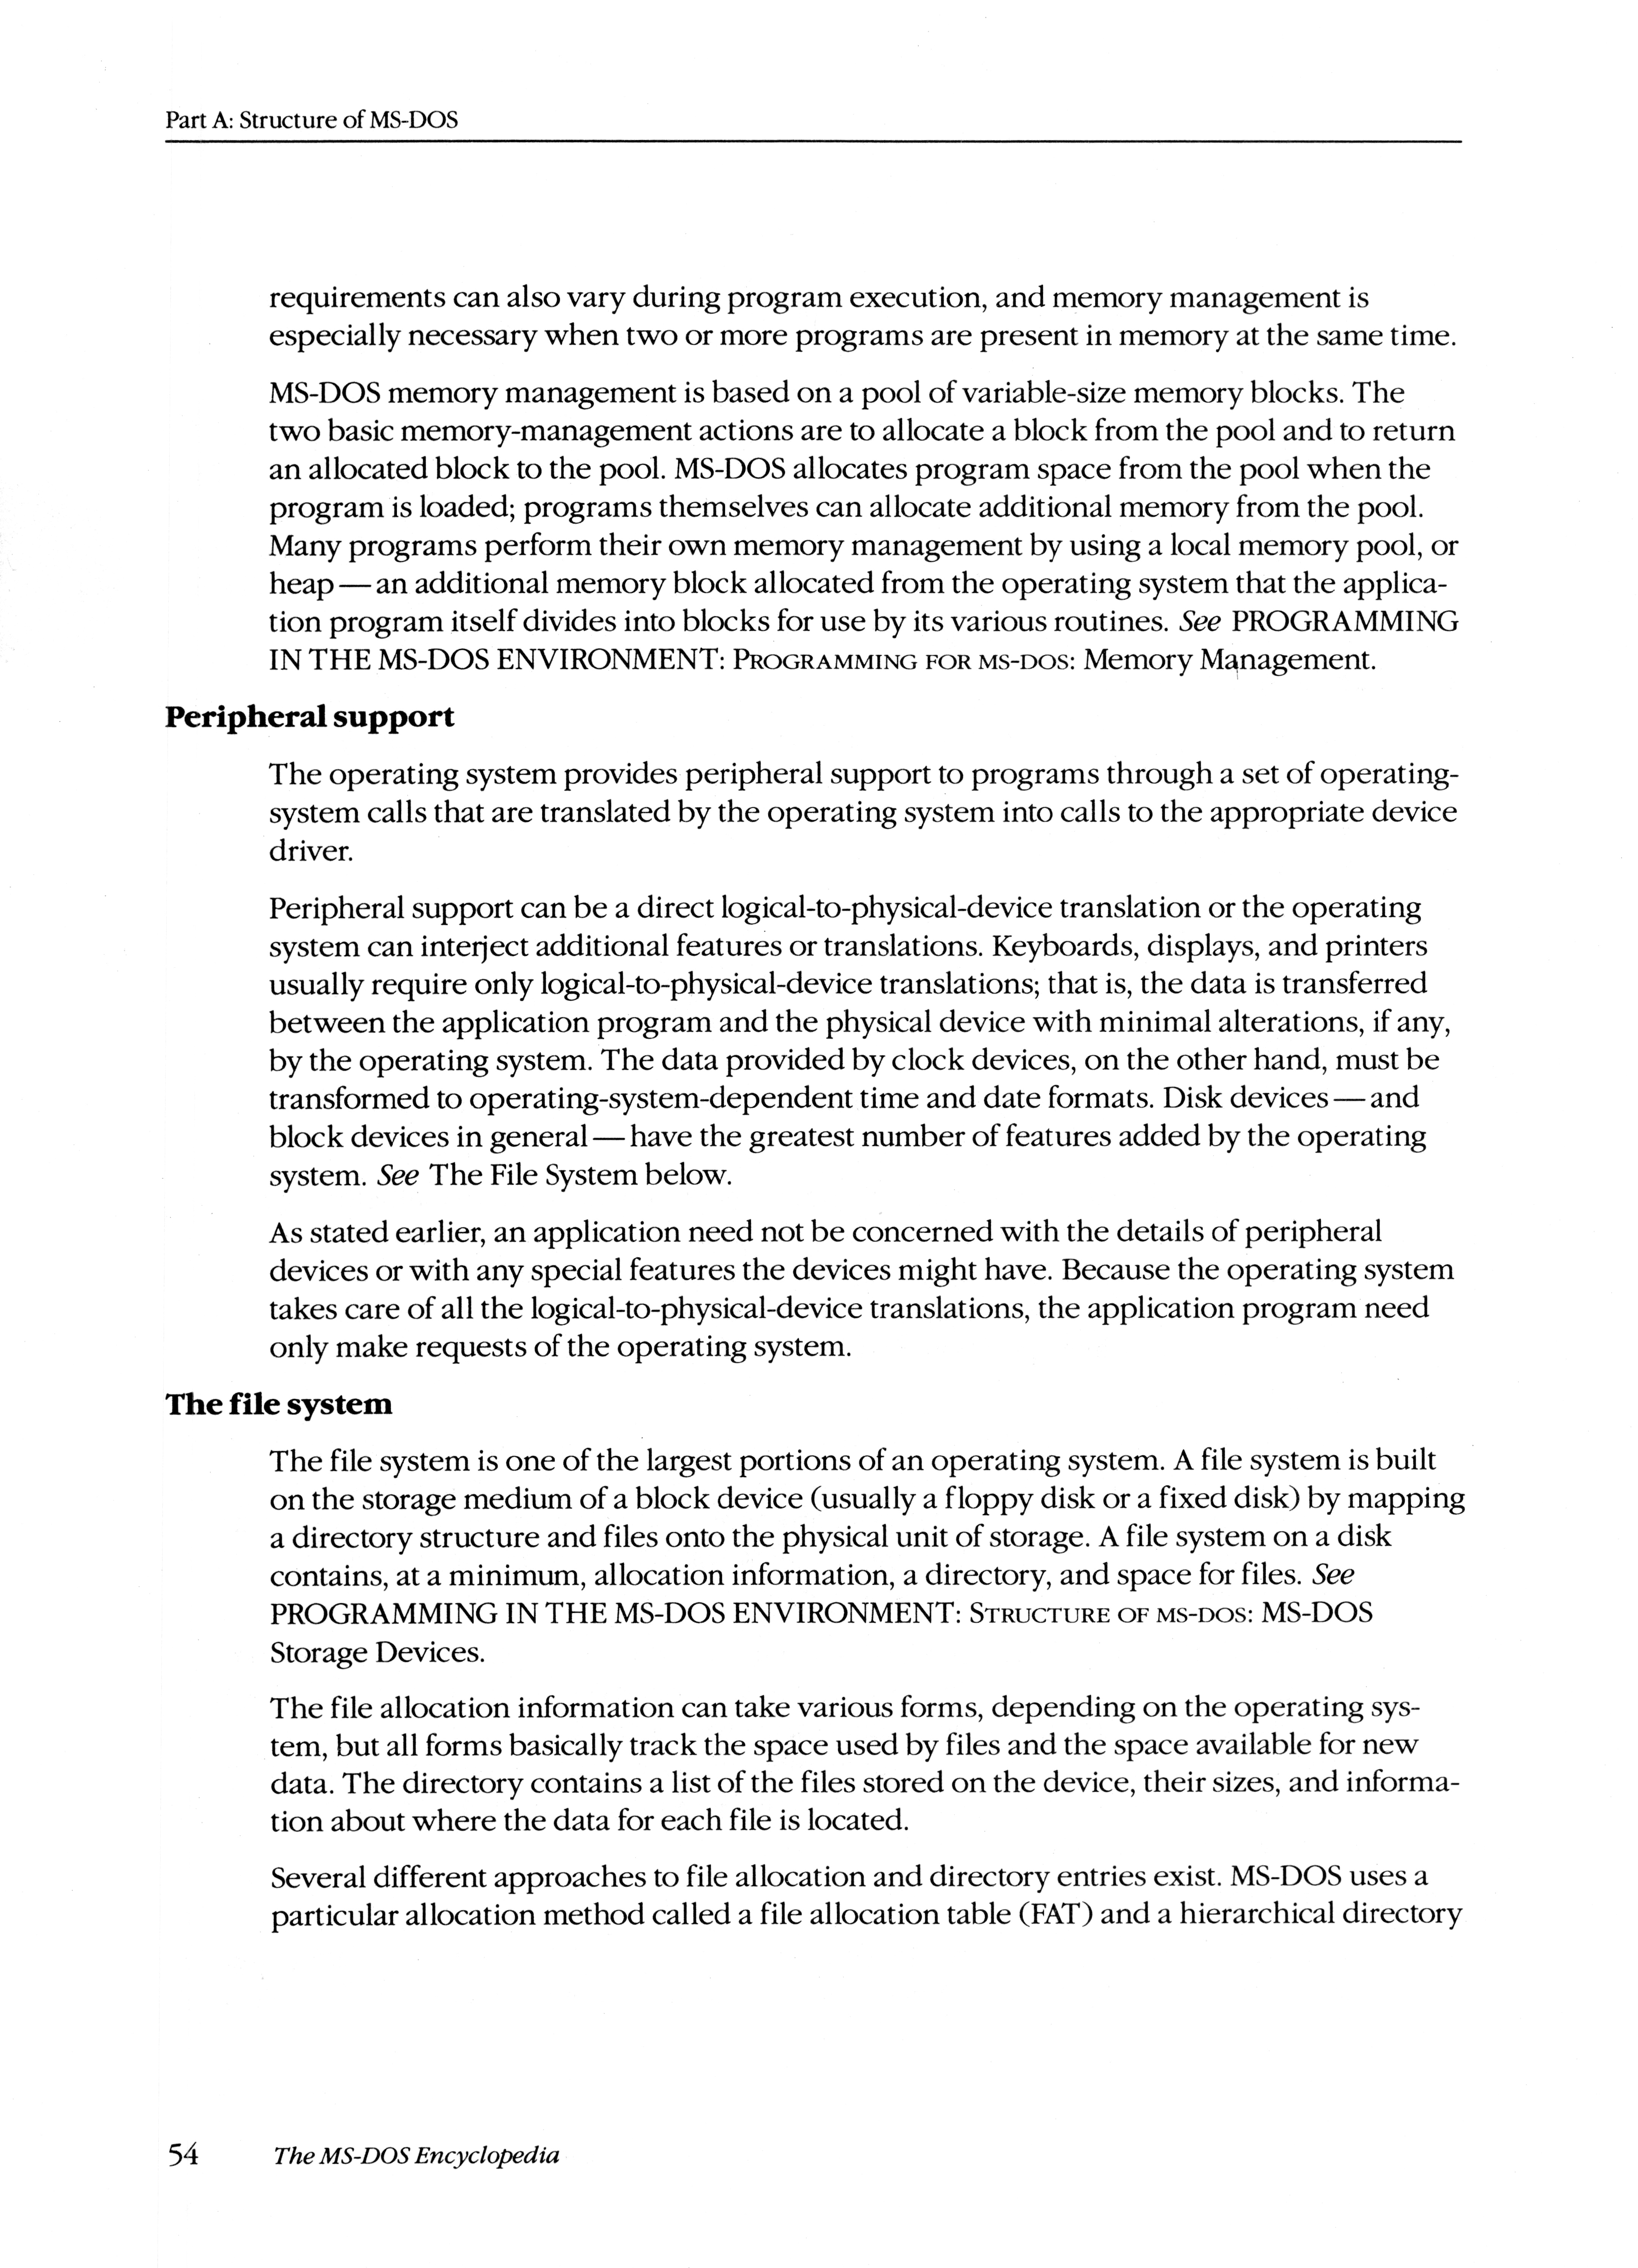 Part A: Structure of MS-DOS
requirements can also vary during program execution, and memory management is
especially necessary when two or more programs are present in memory at the same time.
MS-DOS memory management is based on a pool of variable-size memory blocks. The
two basic memory-management actions are to allocate a block from the pool and to return
an allocated block to the pool. MS-DOS allocates program space from the pool when the
program is loaded; programs themselves can allocate additional memory from the pool.
Many programs perform their own memory management by using a local memory pool, or
heap — an additional memory block allocated from the operating system that the applica-
tion program itself divides into blocks for use by its various routines. See PROGRAMMING
IN THE MS-DOS ENVIRONMENT: PROGRAMMING FOR MS-DOS: Memory Management.
Peripheral support
The operating system provides peripheral support to programs through a set of operating-
system calls that are translated by the operating system into calls to the appropriate device
driver.
Peripheral support can be a direct logical-to-physical-device translation or the operating
system can interject additional features or translations. Keyboards, displays, and printers
usually require only logical-to-physical-device translations; that is, the data is transferred
between the application program and the physical device with minimal alterations, if any,
by the operating system. The data provided by clock devices, on the other hand, must be
transformed to operating-system-dependent time and date formats. Disk devices — and
block devices in general — have the greatest number of features added by the operating
system. See The File System below.
As stated earlier, an application need not be concerned with the details of peripheral
devices or with any special features the devices might have. Because the operating system
takes care of all the logical-to-physical-device translations, the application program need
only make requests of the operating system.
The file system
The file system is one of the largest portions of an operating system. A file system is built
on the storage medium of a block device (usually a floppy disk or a fixed disk) by mapping
a directory structure and files onto the physical unit of storage. A file system on a disk
contains, at a minimum, allocation information, a directory, and space for files. See
PROGRAMMING IN THE MS-DOS ENVIRONMENT: STRUCTURE OF MS-DOS: MS-DOS
Storage Devices.
The file allocation information can take various forms, depending on the operating sys-
tem, but all forms basically track the space used by files and the space available for new
data. The directory contains a list of the files stored on the device, their sizes, and informa-
tion about where the data for each file is located.
Several different approaches to file allocation and directory entries exist. MS-DOS uses a
particular allocation method called a file allocation table (FAT) and a hierarchical directory
54 The MS-DOS Encyclopedia